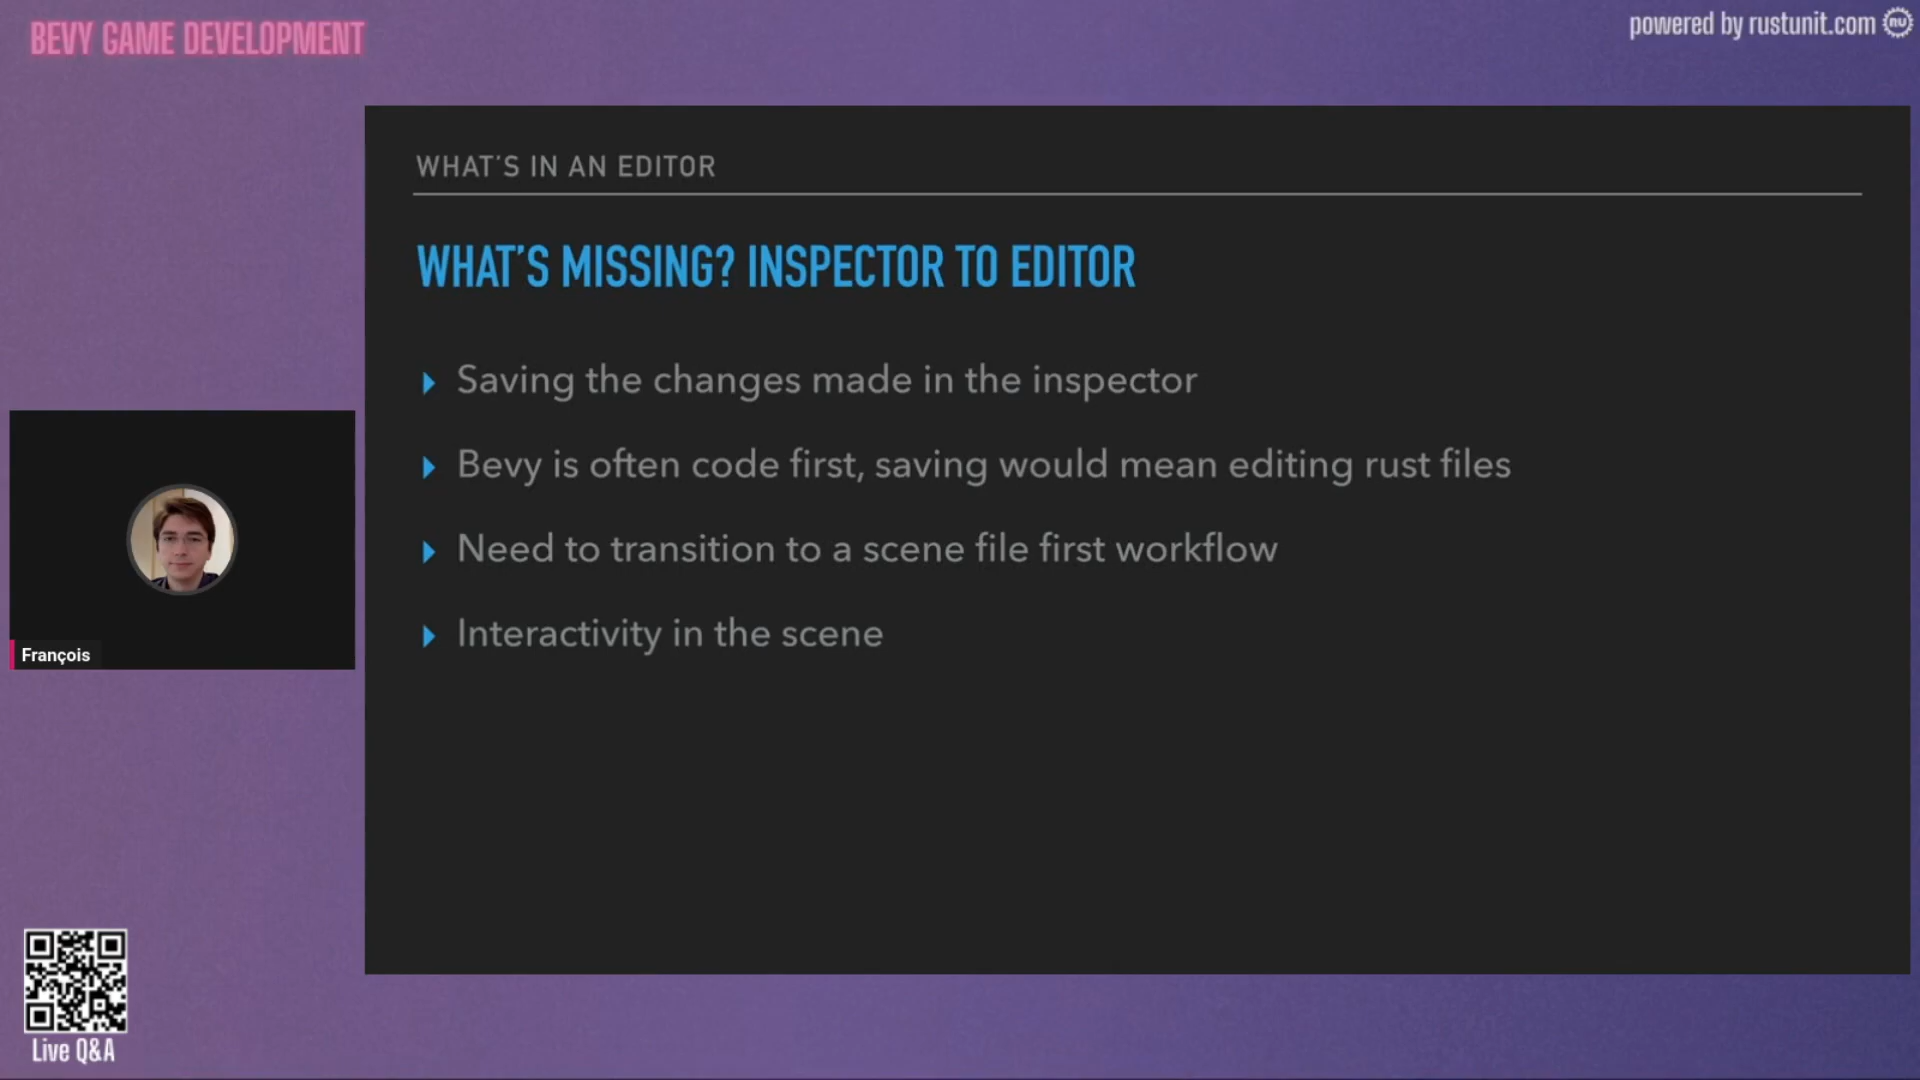 BEVY GAME DEVELOPMENT
powered by rustunit.com RU
WHAT'S IN AN EDITOR
WHAT'S MISSING? INSPECTOR TO EDITOR
Saving the changes made in the inspector
Bevy is often code first, saving would mean editing rust files
Need to transition to a scene file first workflow
Interactivity in the scene
François
Live Q&A